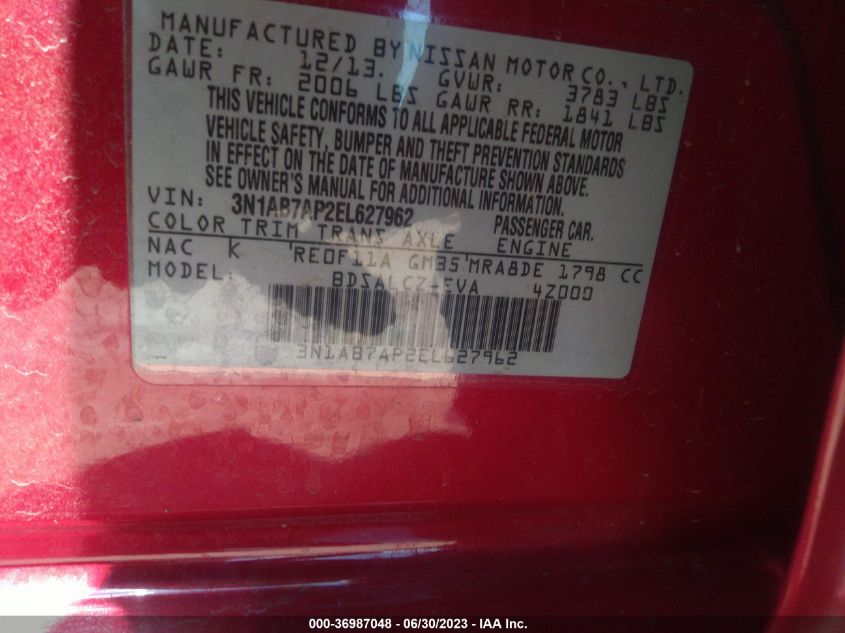 MANUFACTURED BY NISSAN MOTOR CO., LTD.
DATE: 12/13. GVWR: 3783 LBS
GAWR FR: 2006 LBS GAWR RR: 1841 LBS
THIS VEHICLE CONFORMS TO ALL APPLICABLE FEDERAL MOTOR
VEHICLE SAFETY, BUMPER AND THEFT PREVENTION STANDARDS
IN EFFECT ON THE DATE OF MANUFACTURE SHOWN ABOVE.
SEE OWNER'S MANUAL FOR ADDITIONAL INFORMATION.
VIN: 3N1AB7AP2EL627962 PASSENGER CAR.
COLOR TRIM TRANS AXLE ENGINE
NAC K RE0F11A GM35 MRA8DE 1798 CC
MODEL: BDSALCZ-EVA 4Z000
3N1AB7AP2EL627962
000-36987048 - 06/30/2023 - IAA Inc.